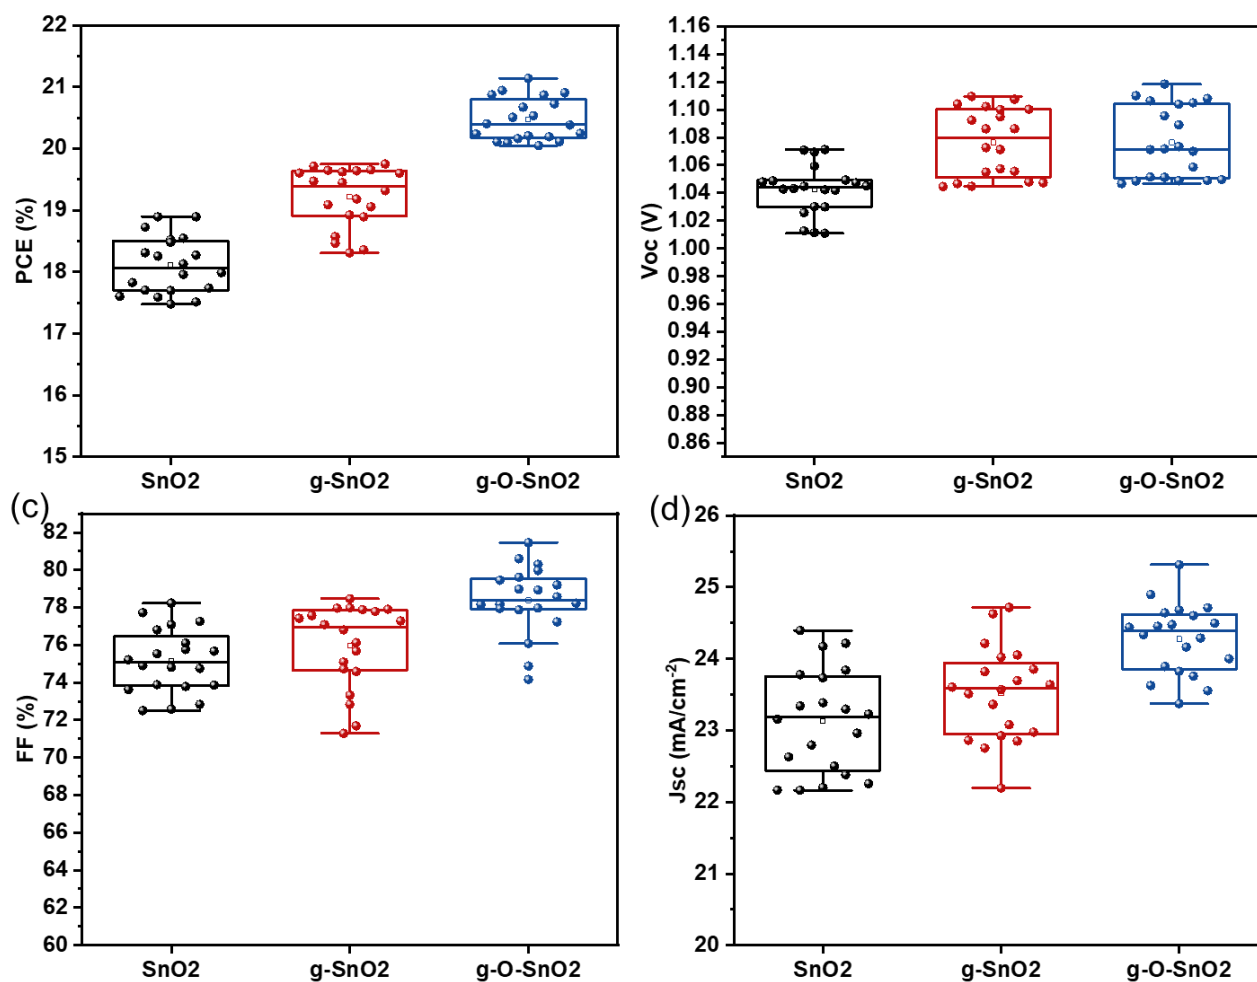 PCE (%)
22
21
20
19
18
17
16
15
SnO2
g-SnO2
g-O-SnO2
Voc (V)
1.16
1.14
1.12
1.10
1.08
1.06
1.04
1.02
1.00
0.98
0.96
0.94
0.92
0.90
0.88
0.86
SnO2
g-SnO2
g-O-SnO2
(c)
FF (%)
82
80
78
76
74
72
70
68
66
64
62
60
SnO2
g-SnO2
g-O-SnO2
(d)
Jsc (mA/cm⁻²)
26
25
24
23
22
21
20
SnO2
g-SnO2
g-O-SnO2